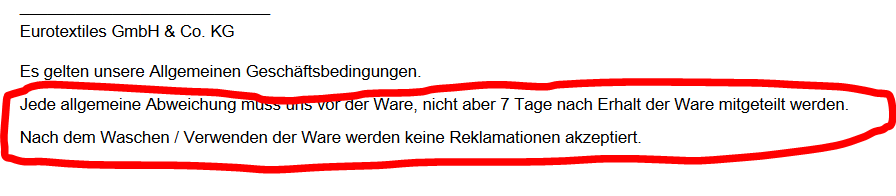 Eurotextiles GmbH & Co. KG
Es gelten unsere Allgemeinen Geschäftsbedingungen.
Jede allgemeine Abweichung muss uns vor der Ware, nicht aber 7 Tage nach Erhalt der Ware mitgeteilt werden.
Nach dem Waschen / Verwenden der Ware werden keine Reklamationen akzeptiert.